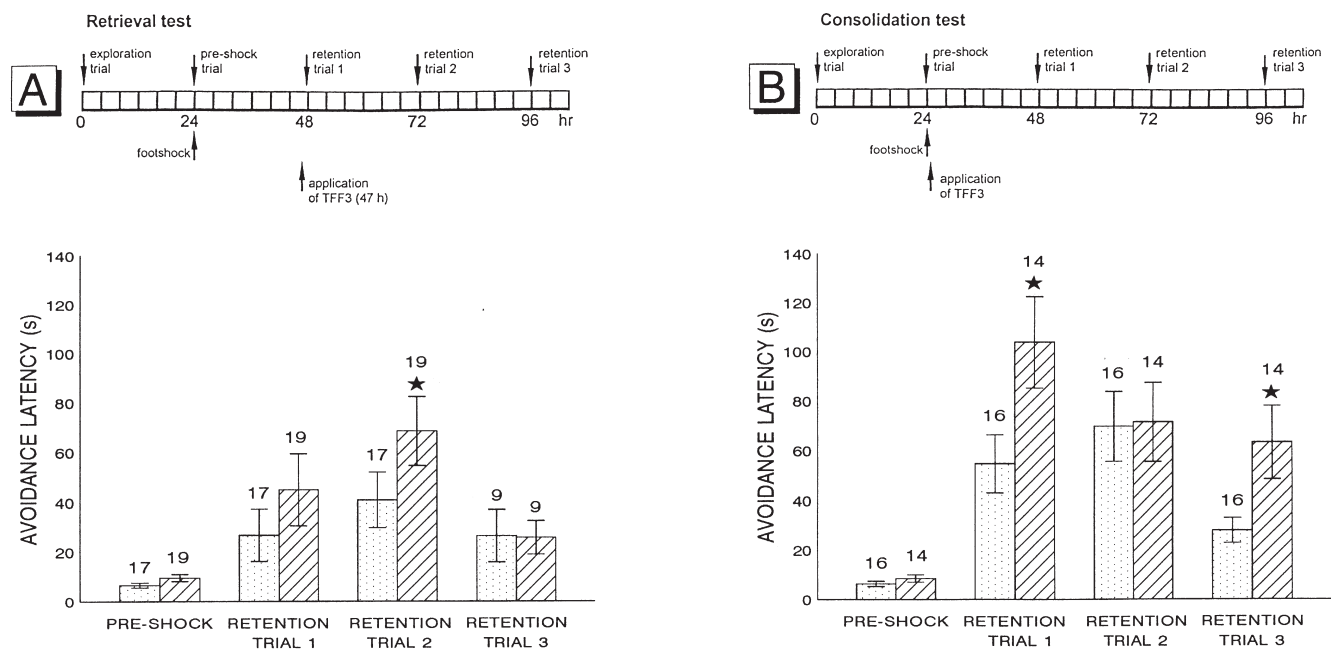 Retrieval test
exploration trial
pre-shock trial
retention trial 1
retention trial 2
retention trial 3
A
0 24 48 72 96 hr
footshock
application
of TFF3 (47 h)
140
120
100
80
60
40
20
0
AVOIDANCE LATENCY (s)
17 19
17 19
17 19
9 9
PRE-SHOCK
RETENTION TRIAL 1
RETENTION TRIAL 2
RETENTION TRIAL 3
Consolidation test
exploration trial
pre-shock trial
retention trial 1
retention trial 2
retention trial 3
B
0 24 48 72 96 hr
footshock
application
of TFF3
140
120
100
80
60
40
20
0
AVOIDANCE LATENCY (s)
16 14
16 14
16 14
16 14
PRE-SHOCK
RETENTION TRIAL 1
RETENTION TRIAL 2
RETENTION TRIAL 3